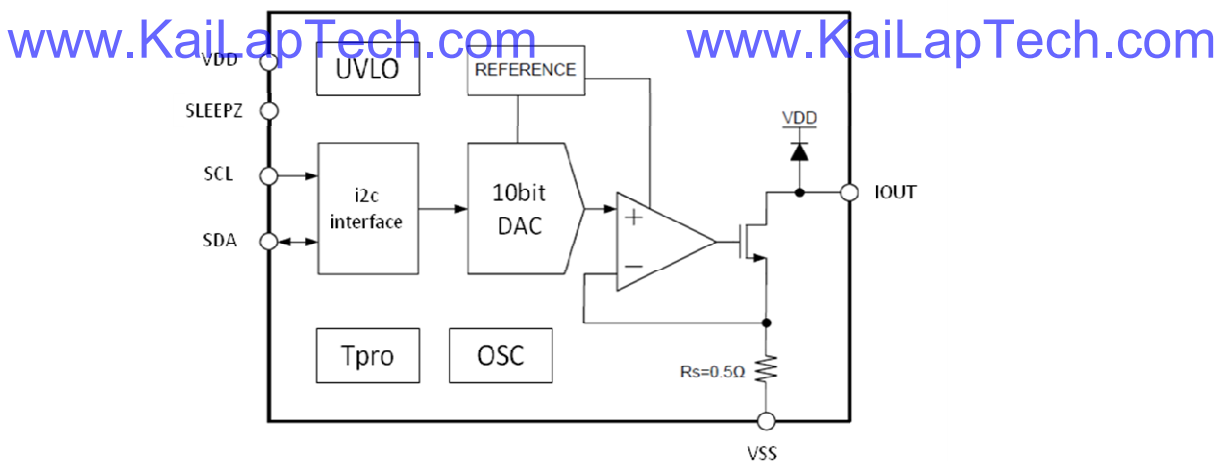 www.KaiLapTech.com
www.KaiLapTech.com
VDD
UVLO
REFERENCE
SLEEPZ
VDD
SCL
i2c
interface
10bit
DAC
+
−
IOUT
SDA
Tpro
OSC
Rs=0.5Ω
VSS